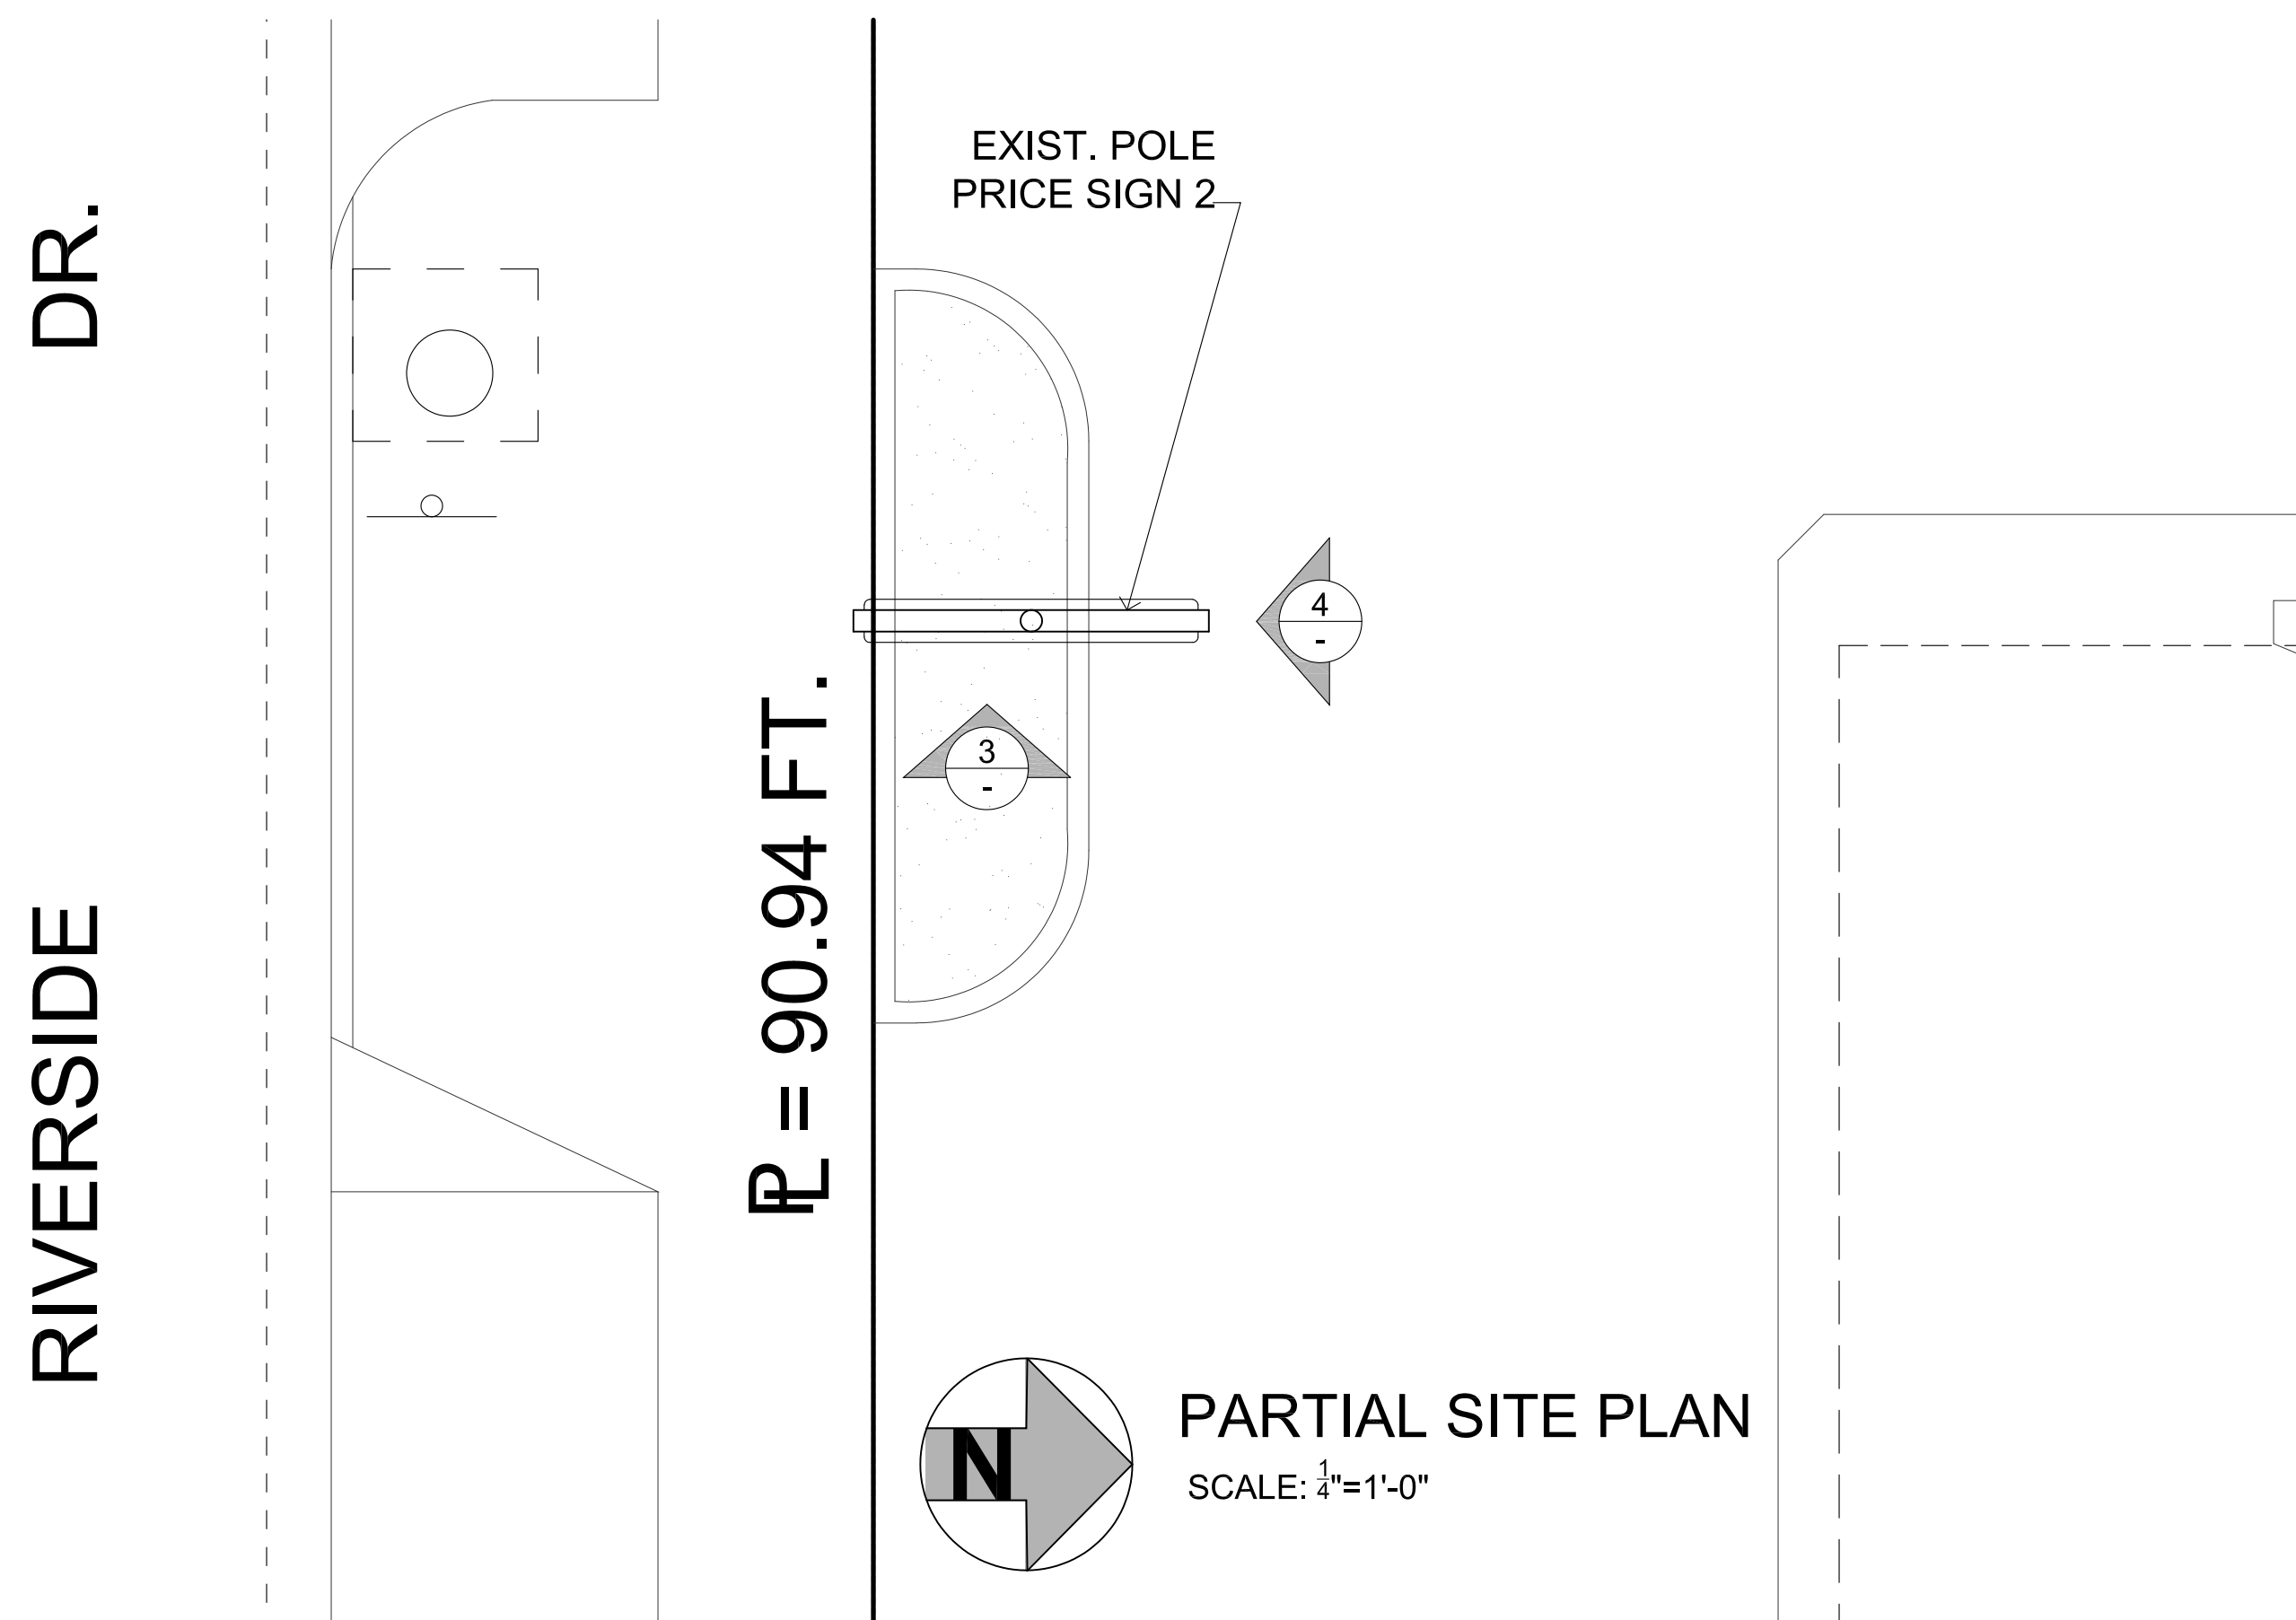 RIVERSIDE DR.
EXIST. POLE
PRICE SIGN 2
4
-
3
-
PL = 90.94 FT.
N
PARTIAL SITE PLAN
SCALE: 1/4"=1'-0"